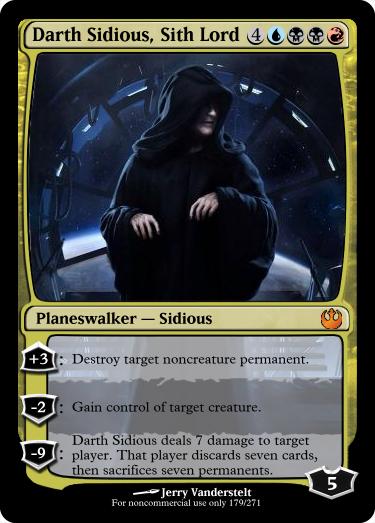 Darth Sidious, Sith Lord 4
Planeswalker — Sidious
+3: Destroy target noncreature permanent.
-2: Gain control of target creature.
-9: Darth Sidious deals 7 damage to target
player. That player discards seven cards,
then sacrifices seven permanents.
5
Jerry Vanderstelt
For noncommercial use only 179/271